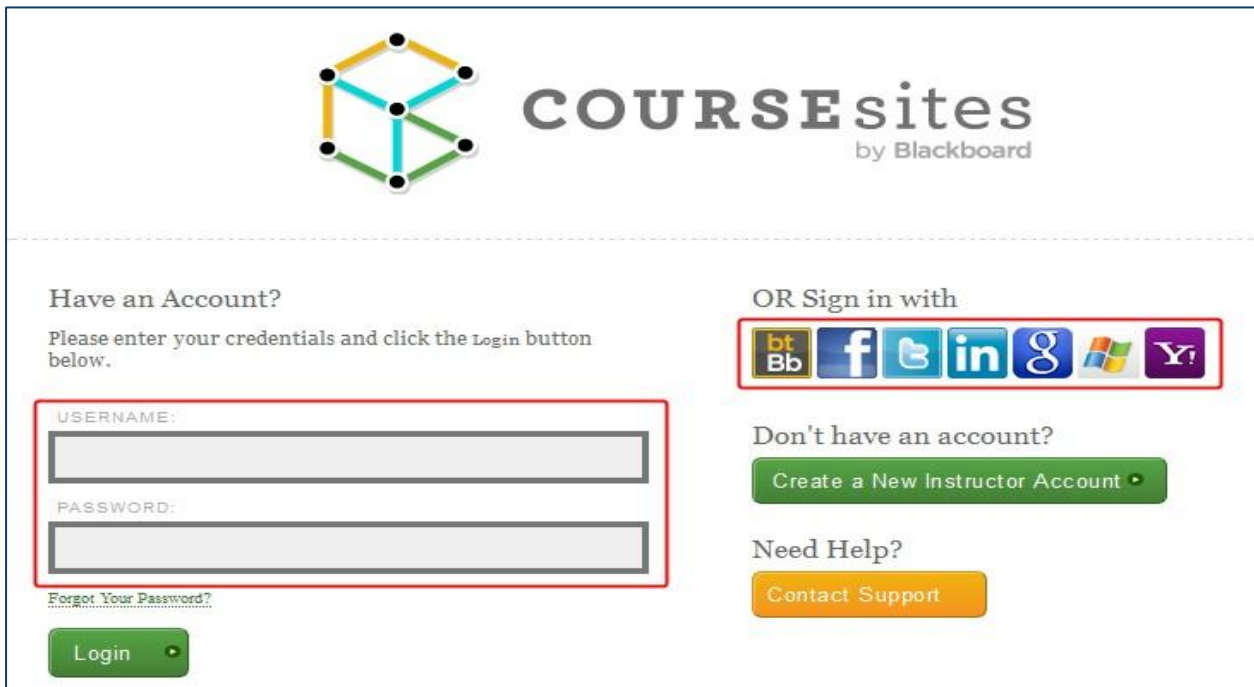 COURSEsites
by Blackboard
Have an Account?
Please enter your credentials and click the Login button
below.
USERNAME:
PASSWORD:
Forgot Your Password?
Login
OR Sign in with
bt
Bb
f
t
in
g
Y!
Don't have an account?
Create a New Instructor Account
Need Help?
Contact Support